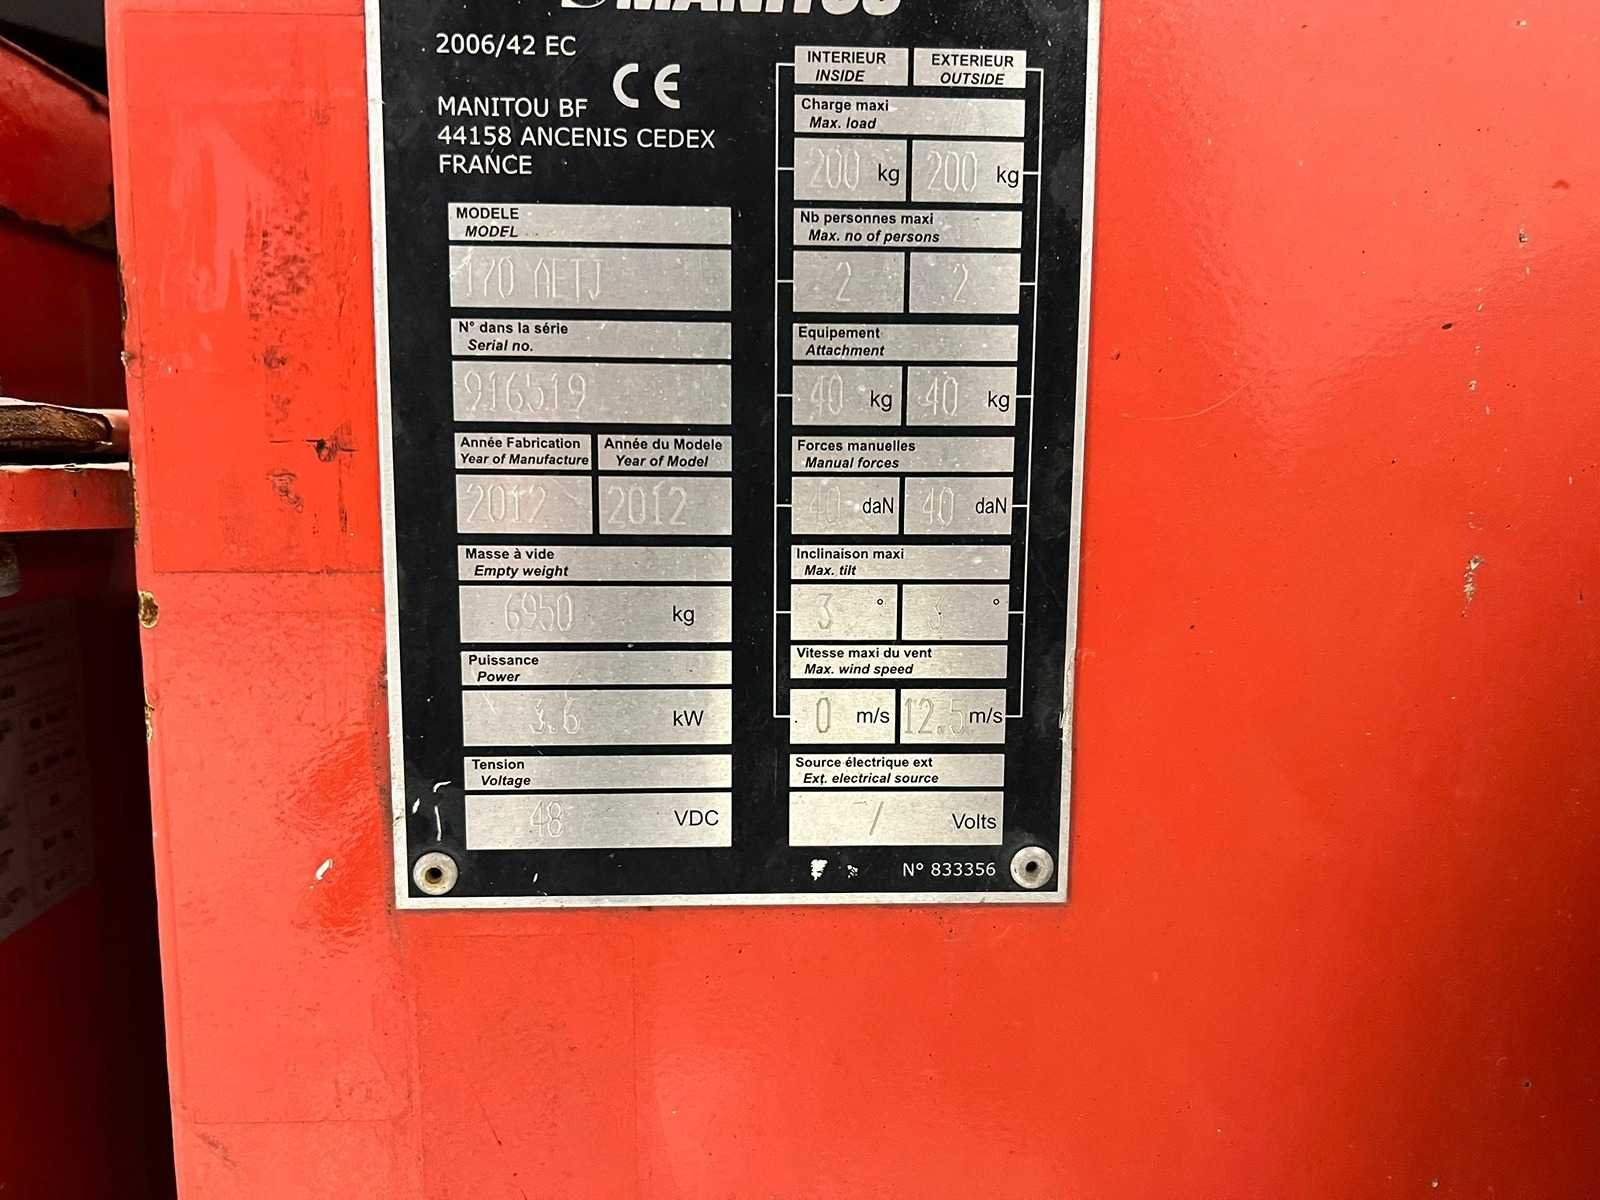 MANITOU
2006/42 EC
CE
MANITOU BF
44158 ANCENIS CEDEX
FRANCE
MODELE
MODEL
170 AETJ
N° dans la série
Serial no.
916519
Année Fabrication Année du Modele
Year of Manufacture Year of Model
2012 2012
Masse à vide
Empty weight
6950 kg
Puissance
Power
3.6 kW
Tension
Voltage
48 VDC
INTERIEUR EXTERIEUR
INSIDE OUTSIDE
Charge maxi
Max. load
200 kg 200 kg
Nb personnes maxi
Max. no of persons
2 2
Equipement
Attachment
40 kg 40 kg
Forces manuelles
Manual forces
40 daN 40 daN
Inclinaison maxi
Max. tilt
3 ° 3 °
Vitesse maxi du vent
Max. wind speed
0 m/s 12.5 m/s
Source électrique ext
Ext. electrical source
/ Volts
N° 833356